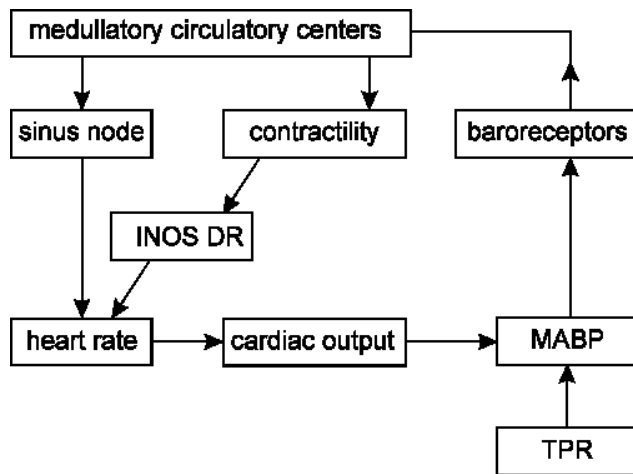 medullatory circulatory centers
sinus node
contractility
baroreceptors
INOS DR
heart rate
cardiac output
MABP
TPR